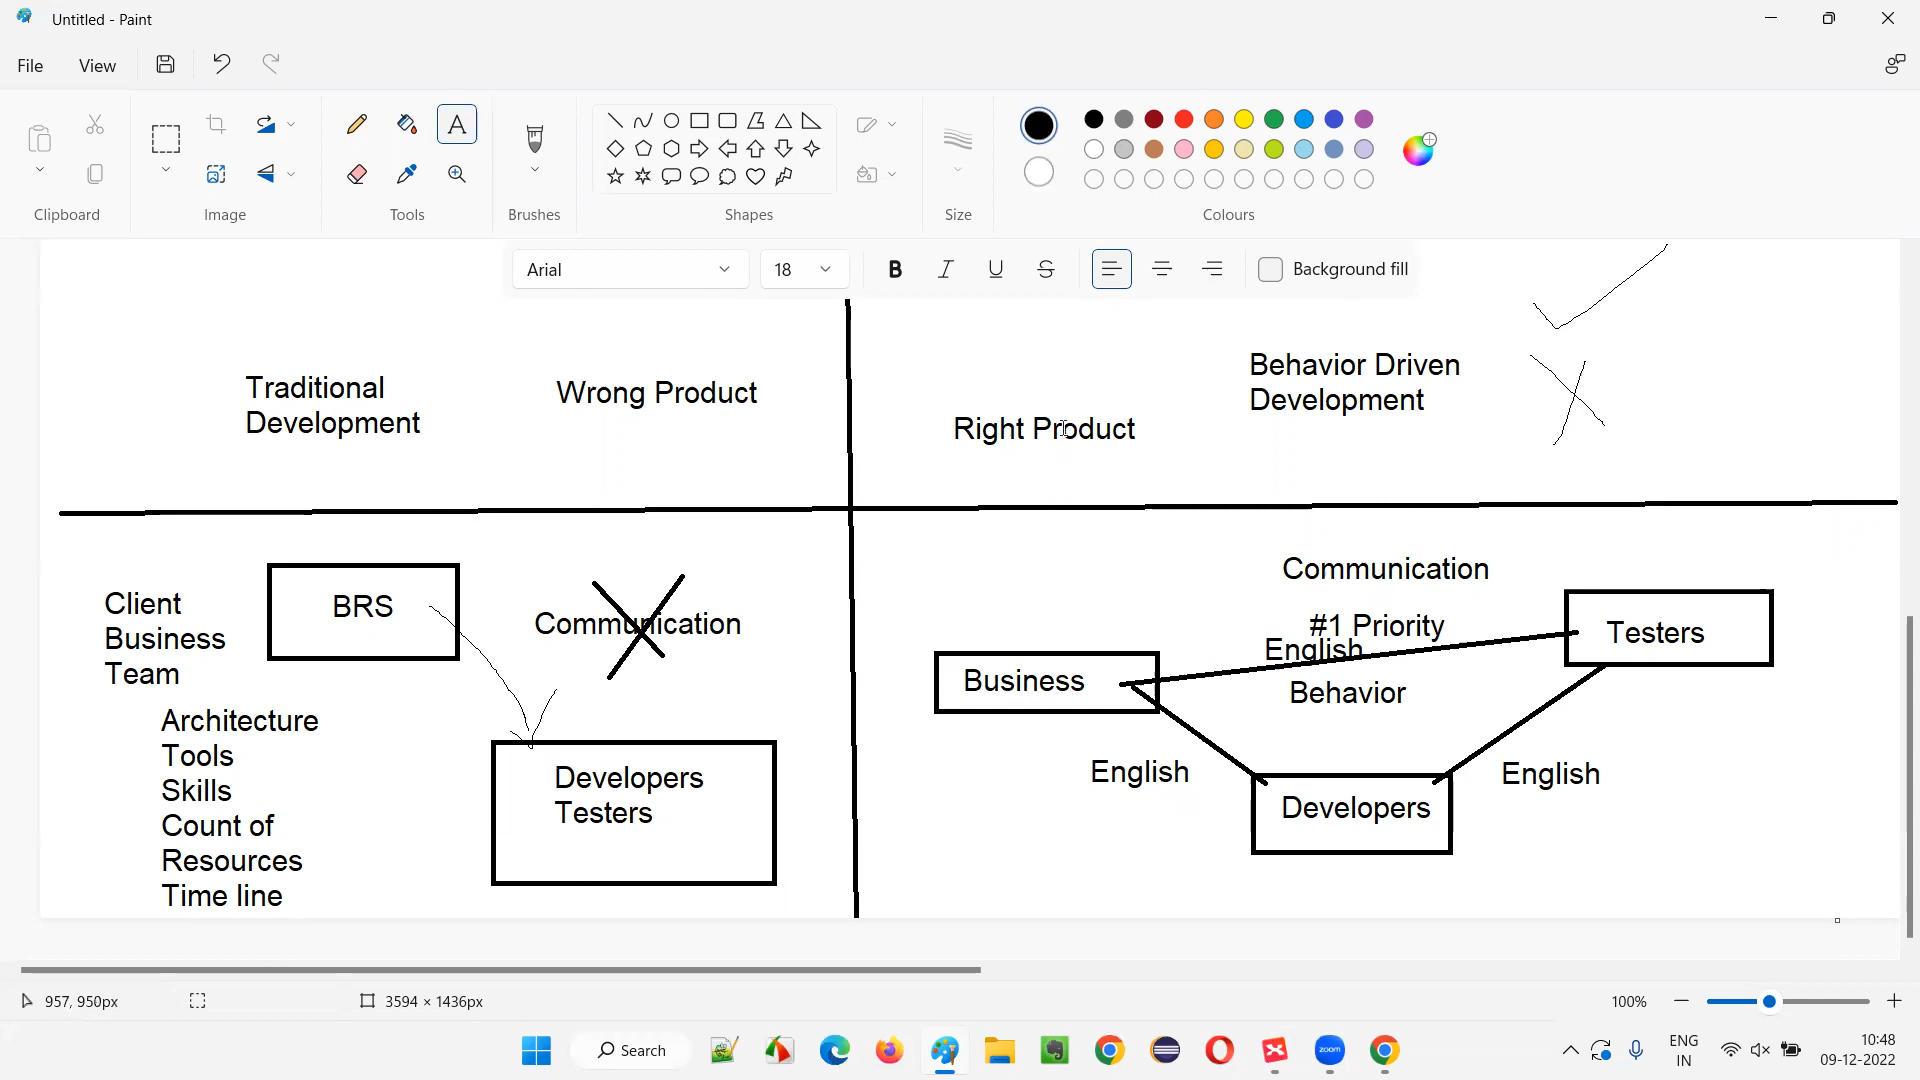 Untitled - Paint
File
View
Clipboard
Image
Tools
Brushes
Shapes
Size
Colours
Arial
18
B
I
U
S
Background fill
Traditional
Development
Wrong Product
Right Product
Behavior Driven
Development
Client
Business
Team
BRS
Communication
Architecture
Tools
Skills
Count of
Resources
Time line
Developers
Testers
Communication
#1 Priority
English
Behavior
Testers
Business
English
English
Developers
957, 950px
3594 × 1436px
100%
Search
zoom
ENG
IN
10:48
09-12-2022